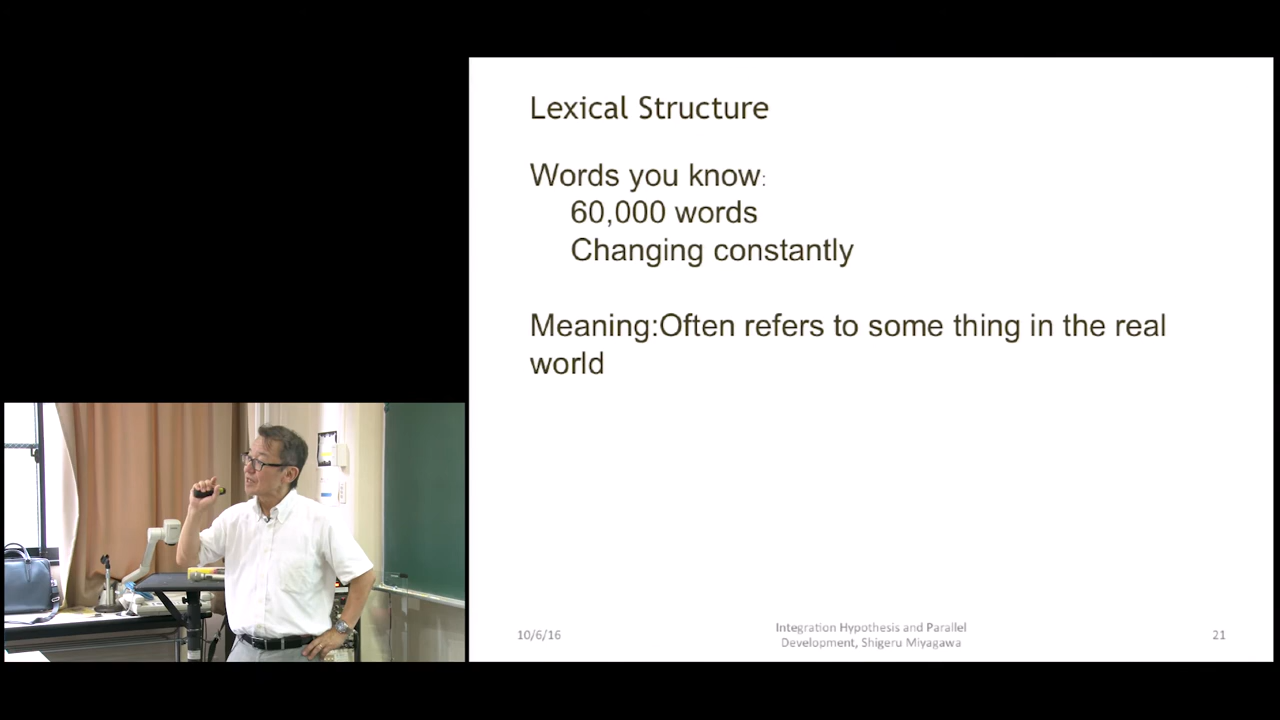 Lexical Structure
Words you know:
60,000 words
Changing constantly
Meaning:Often refers to some thing in the real
world
10/6/16
Integration Hypothesis and Parallel
Development, Shigeru Miyagawa
21